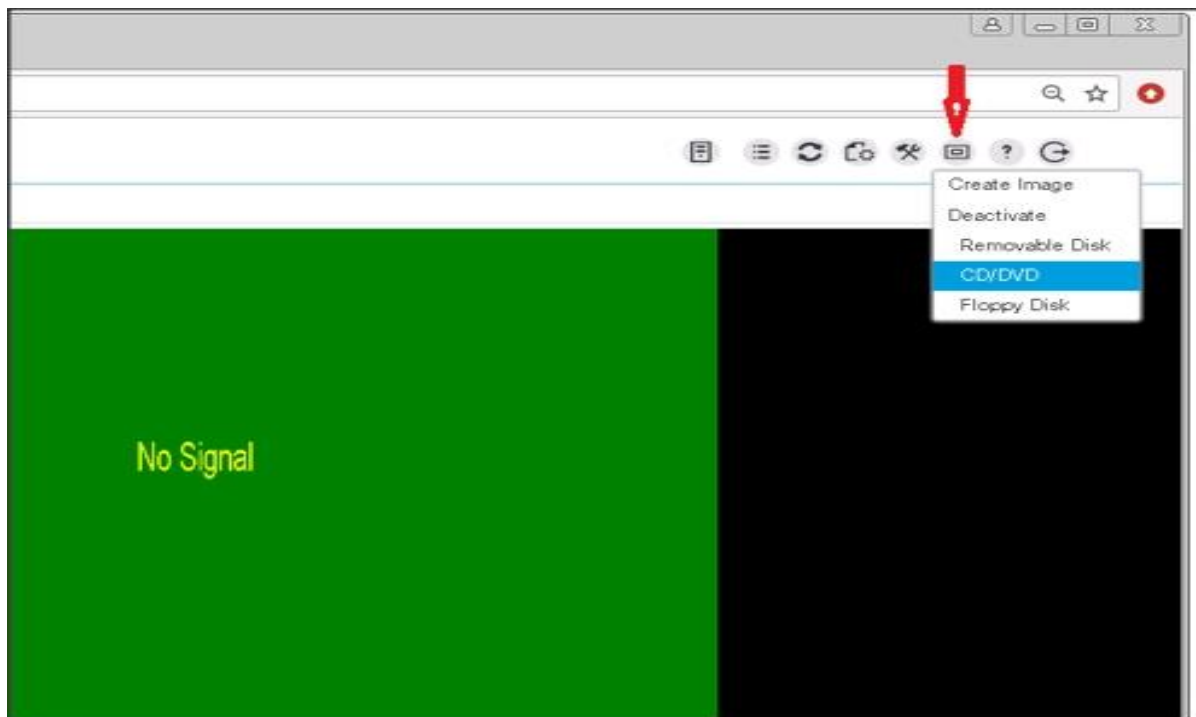 Create Image
Deactivate
Removable Disk
CD/DVD
Floppy Disk
No Signal